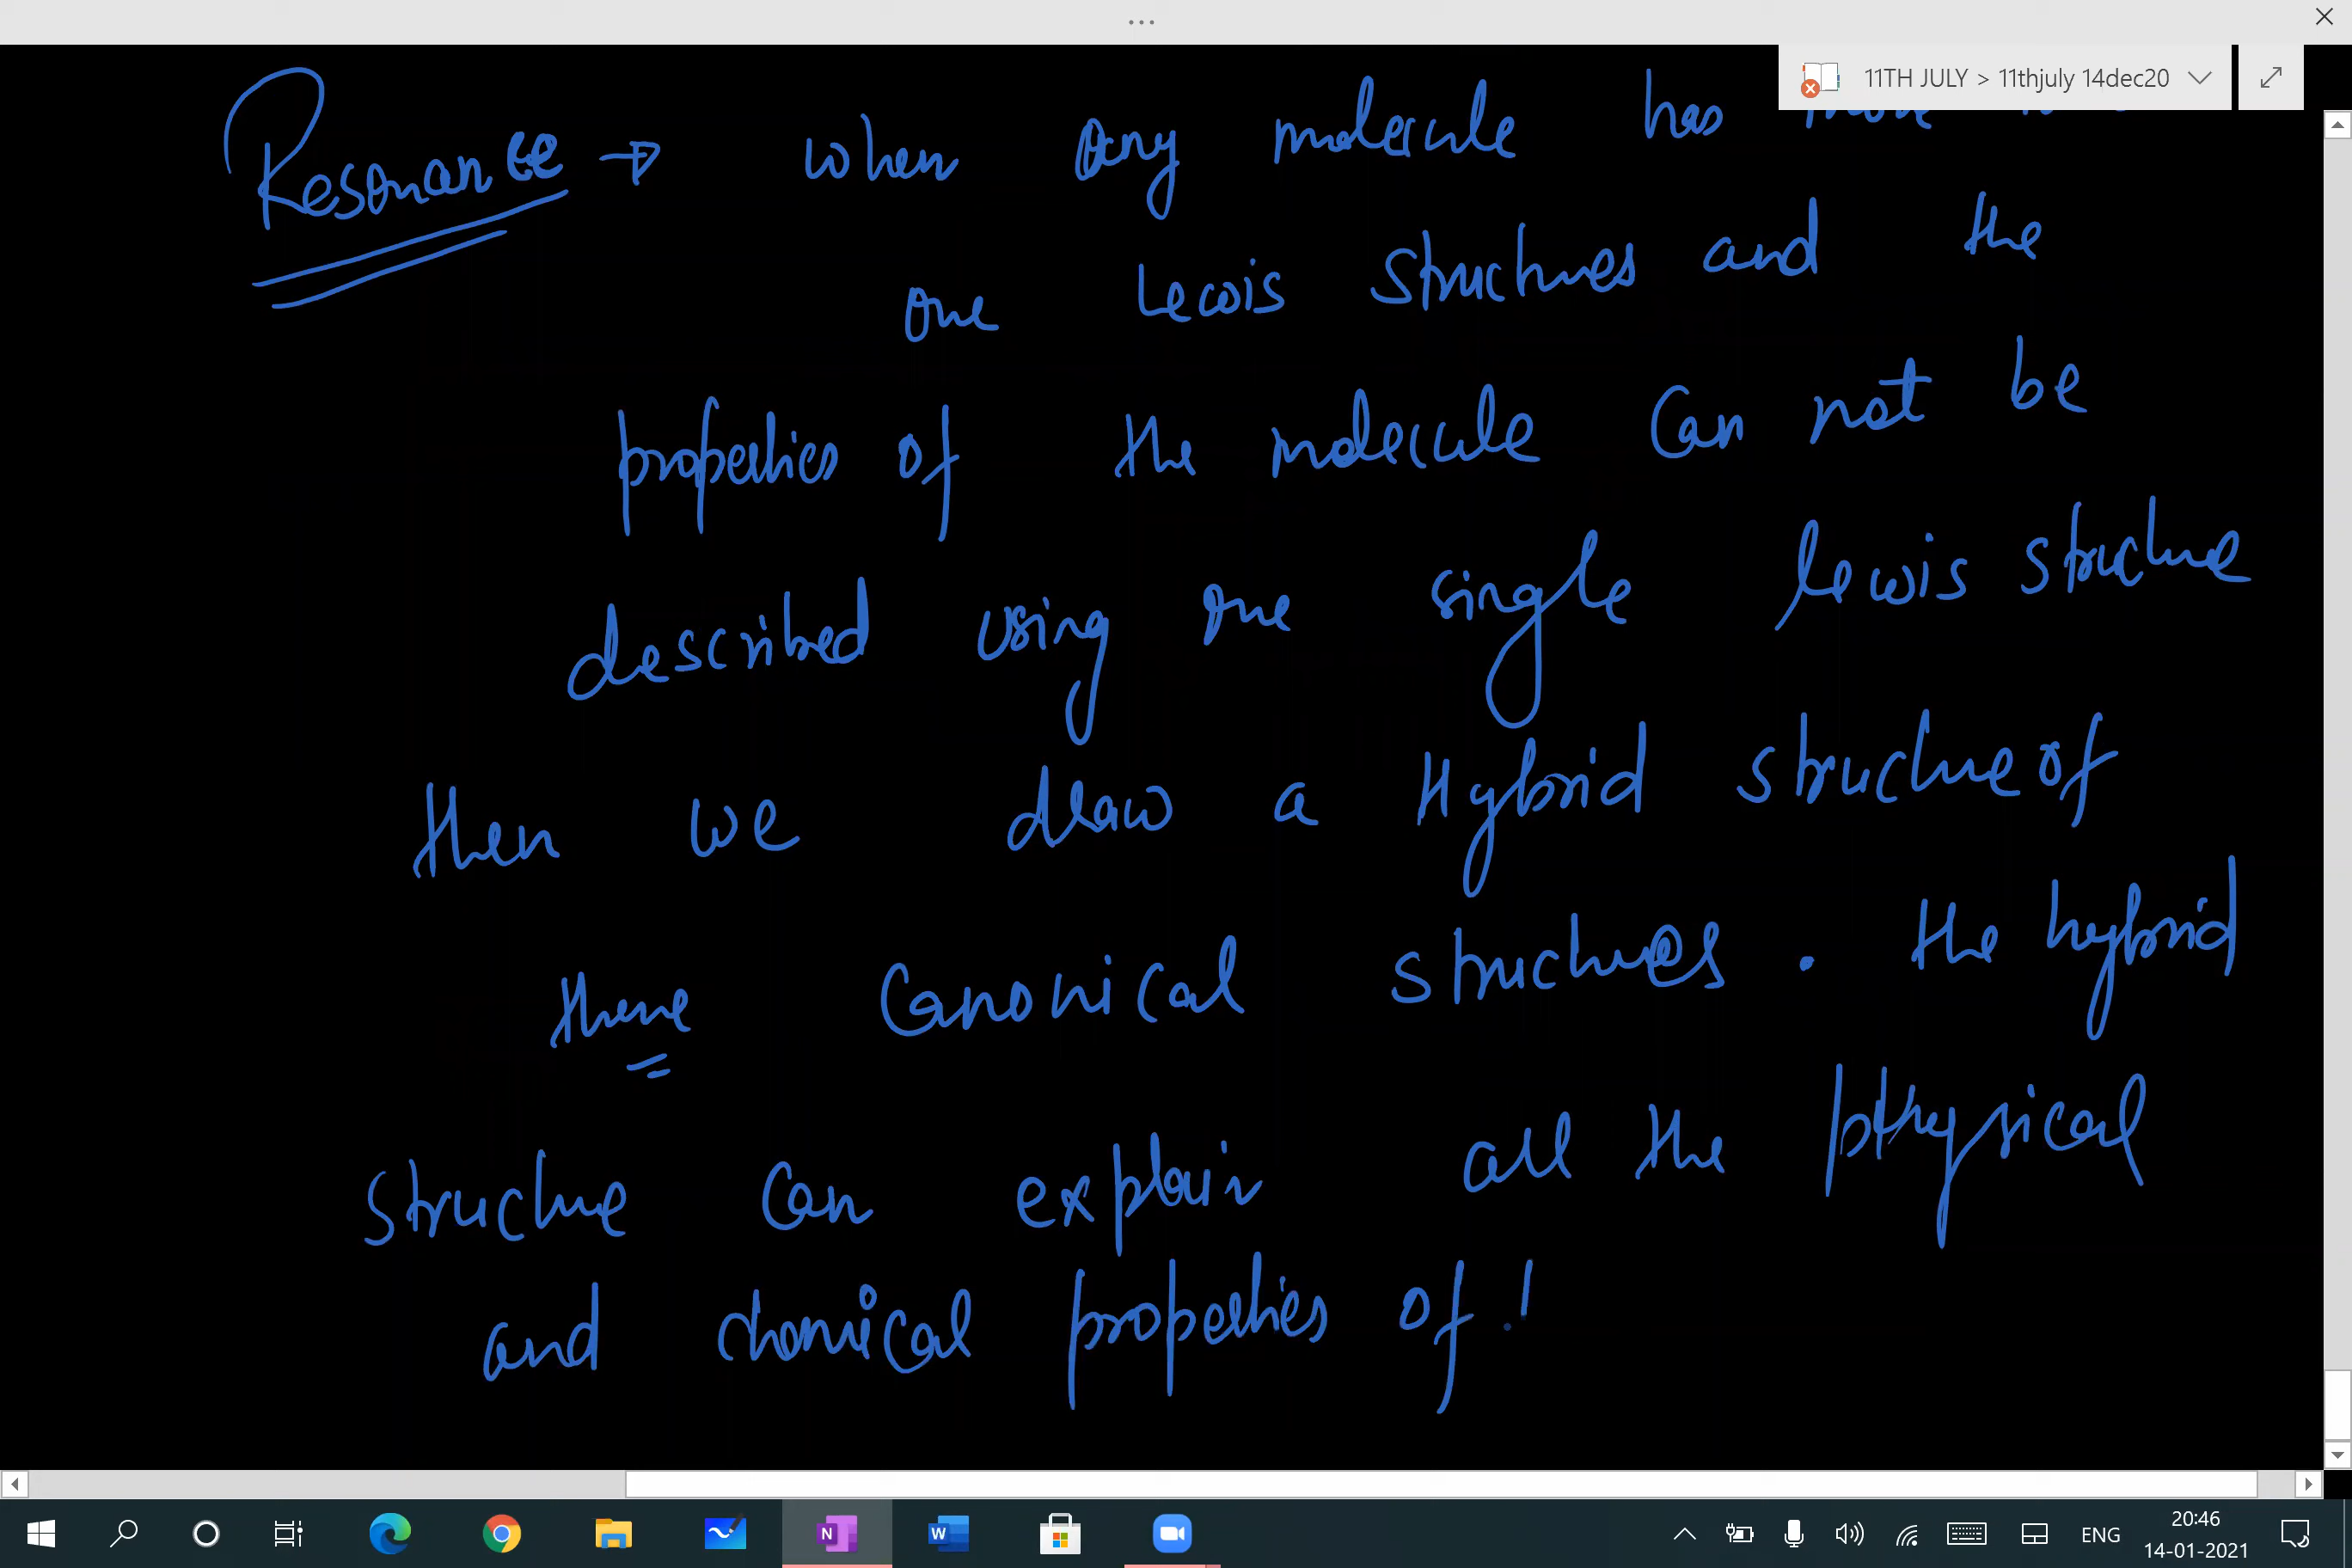 11TH JULY > 11thjuly 14dec20
Resonance → when any molecule has
one lewis structures and the
properties of the molecule can not be
described using one single lewis structure
then we draw a Hybrid structure of
these canonical structures . the hybrid
structure can explain all the physical
and chemical properties of
N
W
ENG
20:46
14-01-2021